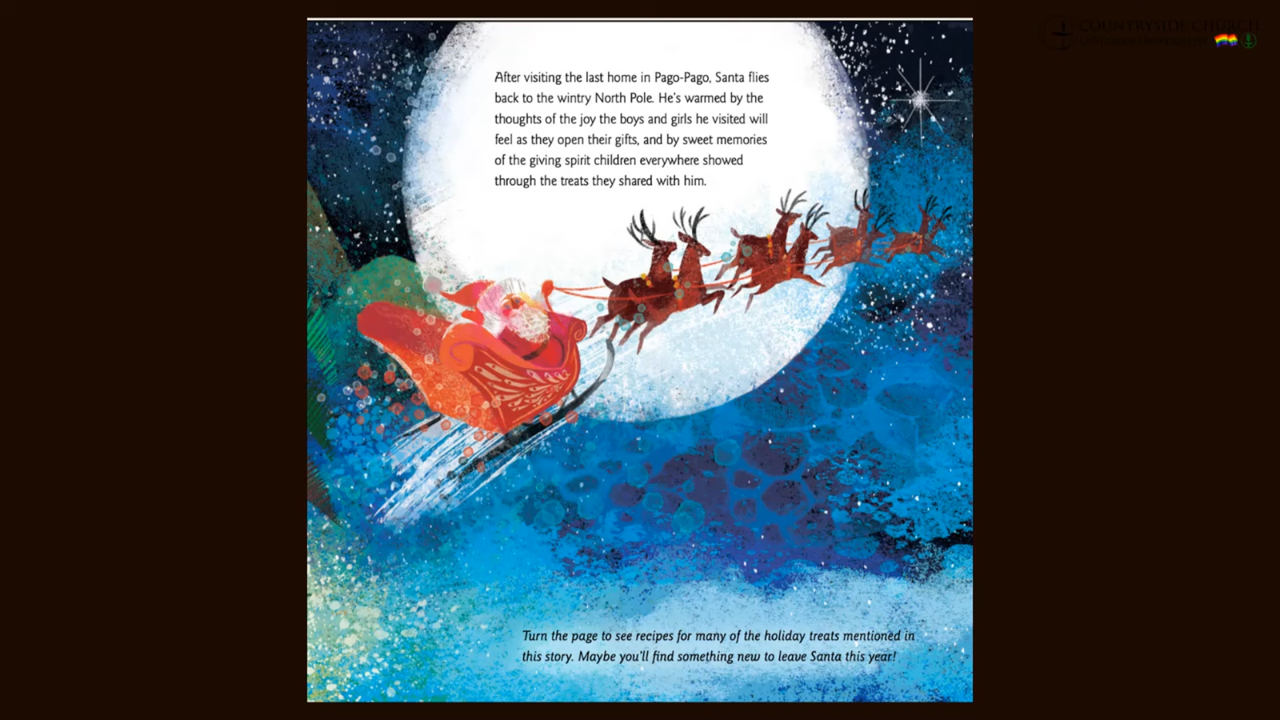 COUNTRYSIDE CHURCH
After visiting the last home in Pago-Pago, Santa flies
back to the wintry North Pole. He's warmed by the
thoughts of the joy the boys and girls he visited will
feel as they open their gifts, and by sweet memories
of the giving spirit children everywhere showed
through the treats they shared with him.
Turn the page to see recipes for many of the holiday treats mentioned in
this story. Maybe you'll find something new to leave Santa this year!